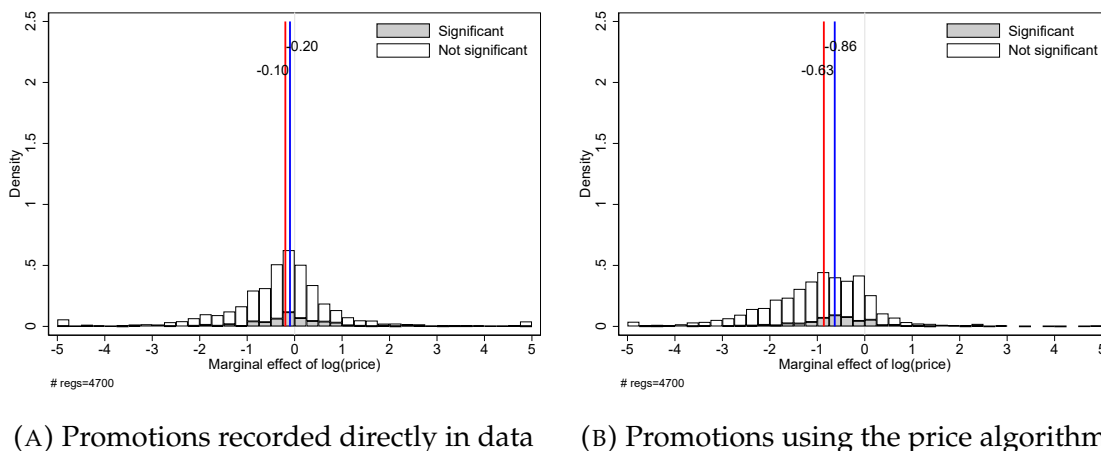 2.5
2
1.5
1
.5
0
Density
Significant
Not significant
-0.20
-0.10
-5 -4 -3 -2 -1 0 1 2 3 4 5
Marginal effect of log(price)
# regs=4700
(A) Promotions recorded directly in data
2.5
2
1.5
1
.5
0
Density
Significant
Not significant
-0.86
-0.63
-5 -4 -3 -2 -1 0 1 2 3 4 5
Marginal effect of log(price)
# regs=4700
(B) Promotions using the price algorithm